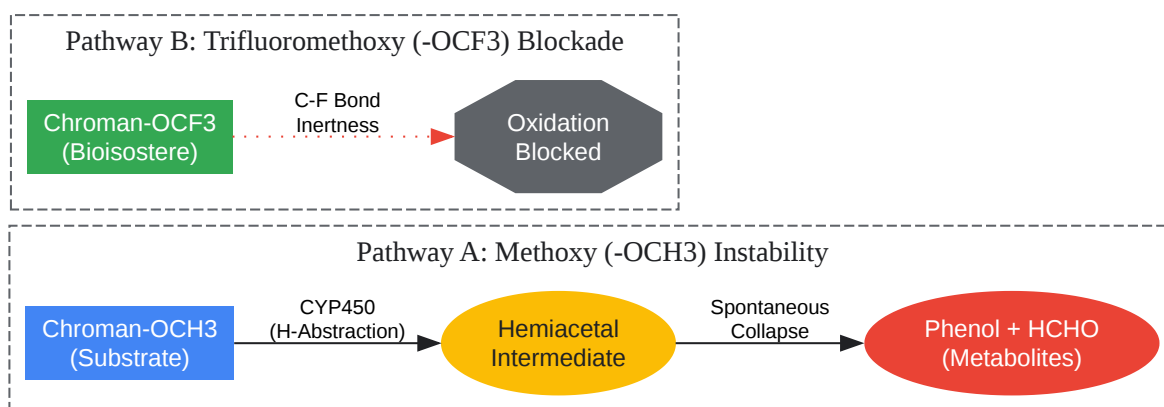 Pathway B: Trifluoromethoxy (-OCF3) Blockade
Chroman-OCF3
(Bioisostere)
C-F Bond
Inertness
Oxidation
Blocked
Pathway A: Methoxy (-OCH3) Instability
Chroman-OCH3
(Substrate)
CYP450
(H-Abstraction)
Hemiacetal
Intermediate
Spontaneous
Collapse
Phenol + HCHO
(Metabolites)